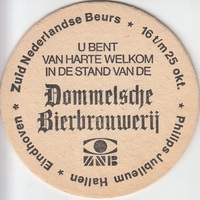 Zuid Nederlandse Beurs * 16 t/m 25 okt. *
Philips Jubileum Hallen * Eindhoven *
U BENT
VAN HARTE WELKOM
IN DE STAND VAN DE
Dommelsche
Bierbrouwerij
ZNB